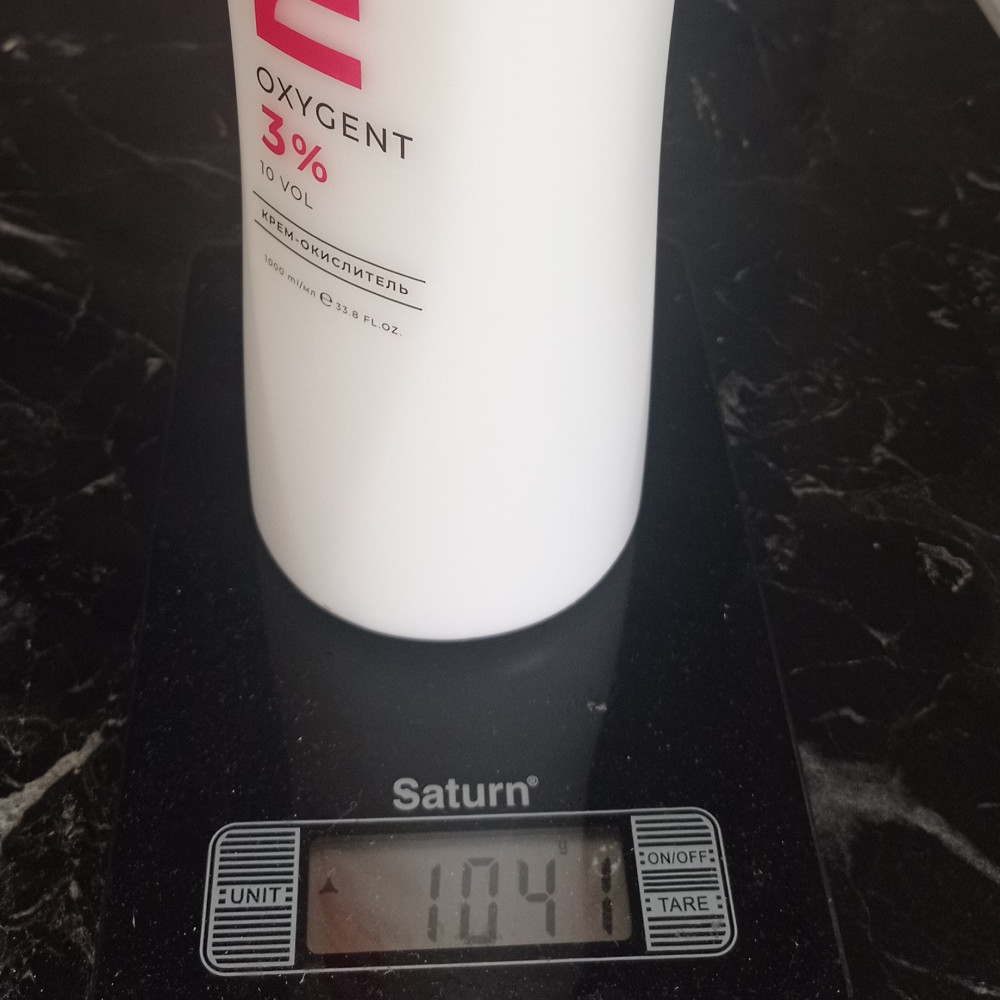 OXYGENT
3%
10 VOL
КРЕМ-ОКИСЛИТЕЛЬ
1000 ml/мл ℮ 33.8 FL.OZ.
Saturn®
UNIT
1041 g
ON/OFF
TARE